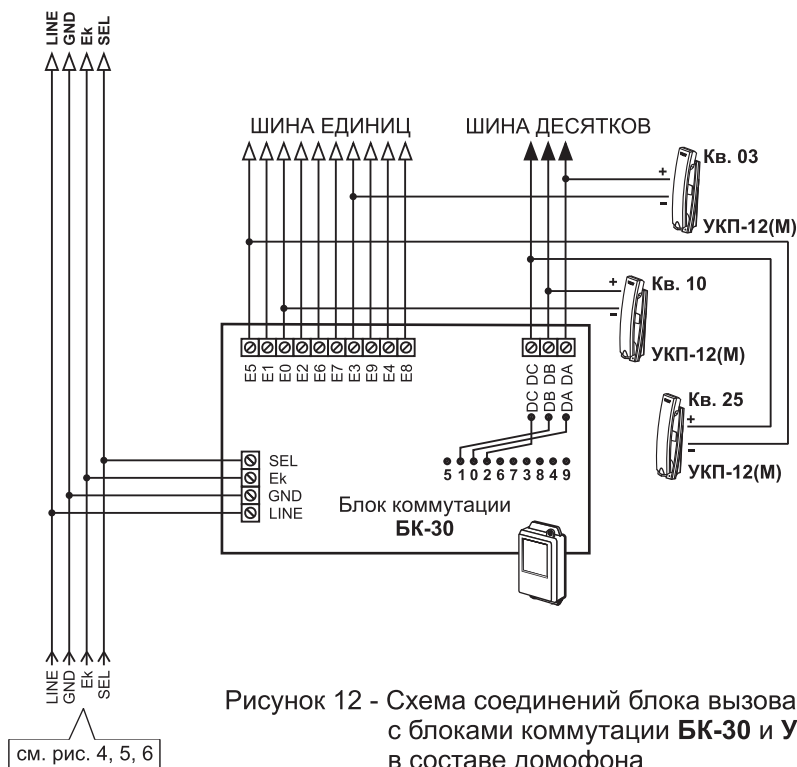 LINE
GND
Ek
SEL
ШИНА ЕДИНИЦ
ШИНА ДЕСЯТКОВ
Кв. 03
+
-
УКП-12(М)
Кв. 10
+
-
УКП-12(М)
Кв. 25
+
-
УКП-12(М)
E5
E1
E0
E2
E6
E7
E3
E9
E4
E8
DC DC
DB DB
DA DA
5 1 0 2 6 7 3 8 4 9
SEL
Ek
GND
LINE
Блок коммутации
БК-30
LINE
GND
Ek
SEL
см. рис. 4, 5, 6
Рисунок 12 - Схема соединений блока вызова
с блоками коммутации БК-30 и У
в составе домофона